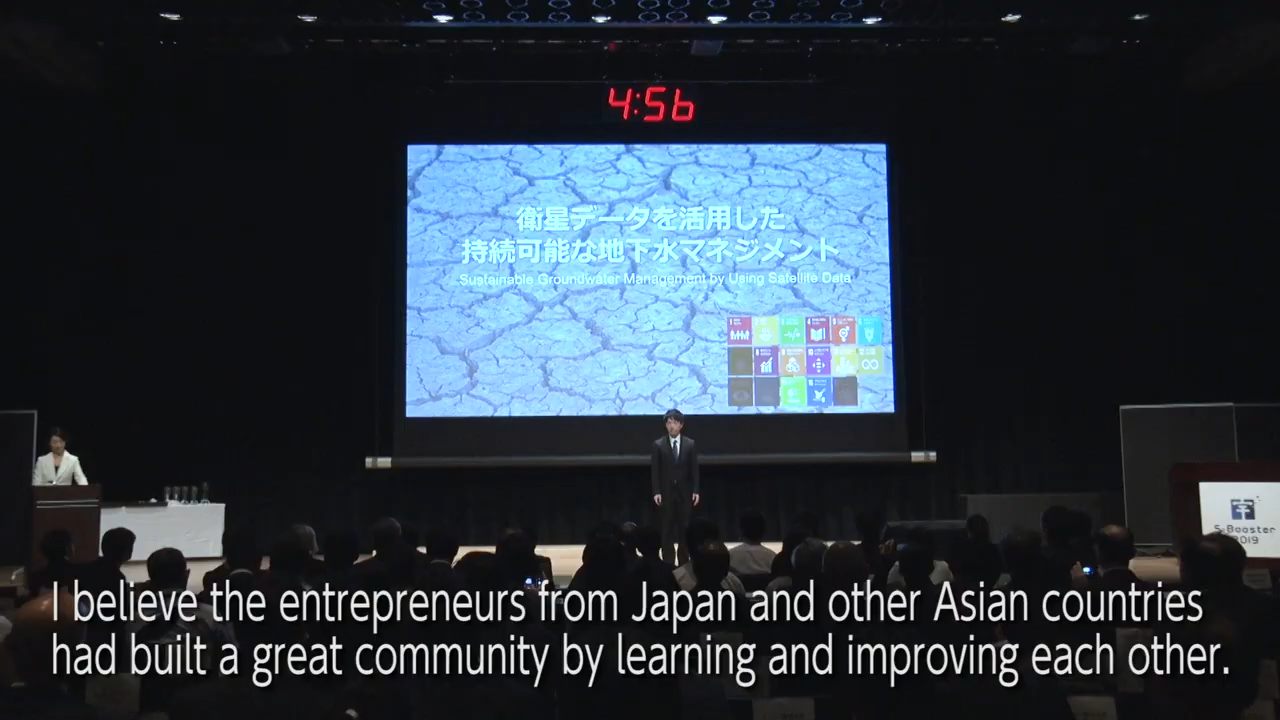 4:56
衛星データを活用した
持続可能な地下水マネジメント
Sustainable Groundwater Management by Using Satellite Data
S-Booster
2019
I believe the entrepreneurs from Japan and other Asian countries
had built a great community by learning and improving each other.